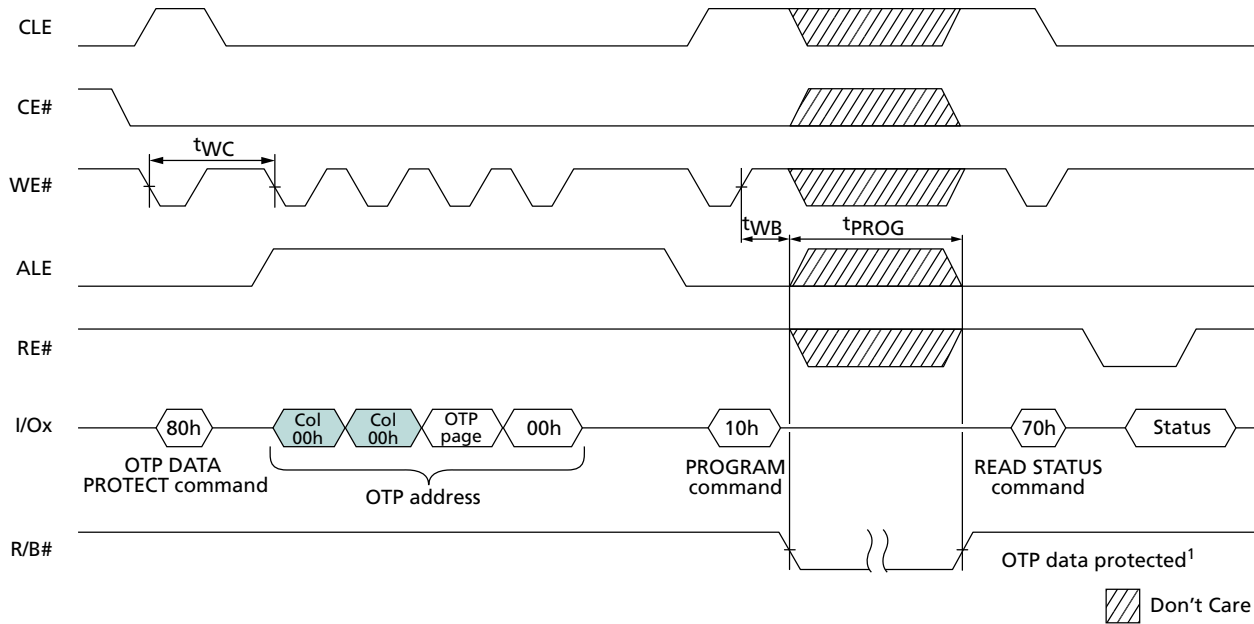 CLE
CE#
tWC
WE#
tWB
tPROG
ALE
RE#
I/Ox
80h
Col
00h
Col
00h
OTP
page
00h
10h
70h
Status
OTP DATA
PROTECT command
OTP address
PROGRAM
command
READ STATUS
command
R/B#
OTP data protected1
Don't Care